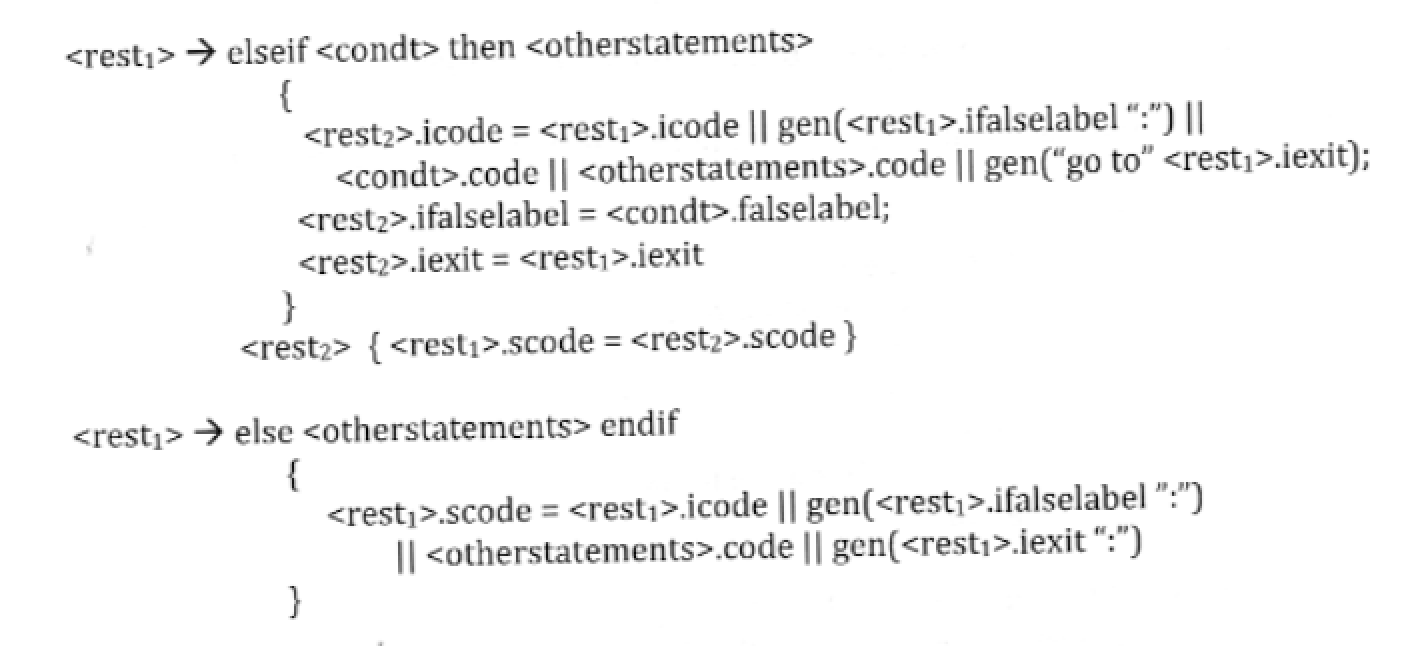 <rest₁> → elseif <condt> then <otherstatements>
{
<rest₂>.icode = <rest₁>.icode || gen(<rest₁>.ifalselabel “:”) ||
<condt>.code || <otherstatements>.code || gen(“go to” <rest₁>.iexit);
<rest₂>.ifalselabel = <condt>.falselabel;
<rest₂>.iexit = <rest₁>.iexit
}
<rest₂> { <rest₁>.scode = <rest₂>.scode }
<rest₁> → else <otherstatements> endif
{
<rest₁>.scode = <rest₁>.icode || gen(<rest₁>.ifalselabel ”:”)
|| <otherstatements>.code || gen(<rest₁>.iexit “:”)
}